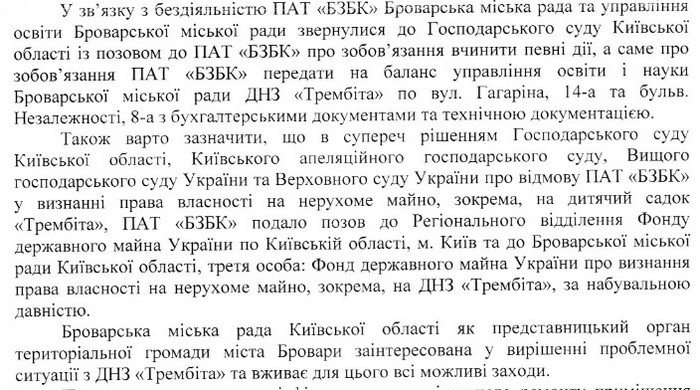 У зв'язку з бездіяльністю ПАТ «БЗБК» Броварська міська рада та управління
освіти Броварської міської ради звернулися до Господарського суду Київської
області із позовом до ПАТ «БЗБК» про зобов'язання вчинити певні дії, а саме про
зобов'язання ПАТ «БЗБК» передати на баланс управління освіти і науки
Броварської міської ради ДНЗ «Трембіта» по вул. Гагаріна, 14-а та бульв.
Незалежності, 8-а з бухгалтерськими документами та технічною документацією.
Також варто зазначити, що в супереч рішенням Господарського суду
Київської області, Київського апеляційного господарського суду, Вищого
господарського суду України та Верховного суду України про відмову ПАТ «БЗБК»
у визнанні права власності на нерухоме майно, зокрема, на дитячий садок
«Трембіта», ПАТ «БЗБК» подало позов до Регіонального відділення Фонду
державного майна України по Київській області, м. Київ та до Броварської міської
ради Київської області, третя особа: Фонд державного майна України про визнання
права власності на нерухоме майно, зокрема, на ДНЗ «Трембіта», за набувальною
давністю.
Броварська міська рада Київської області як представницький орган
територіальної громади міста Бровари заінтересована у вирішенні проблемної
ситуації з ДНЗ «Трембіта» та вживає для цього всі можливі заходи.